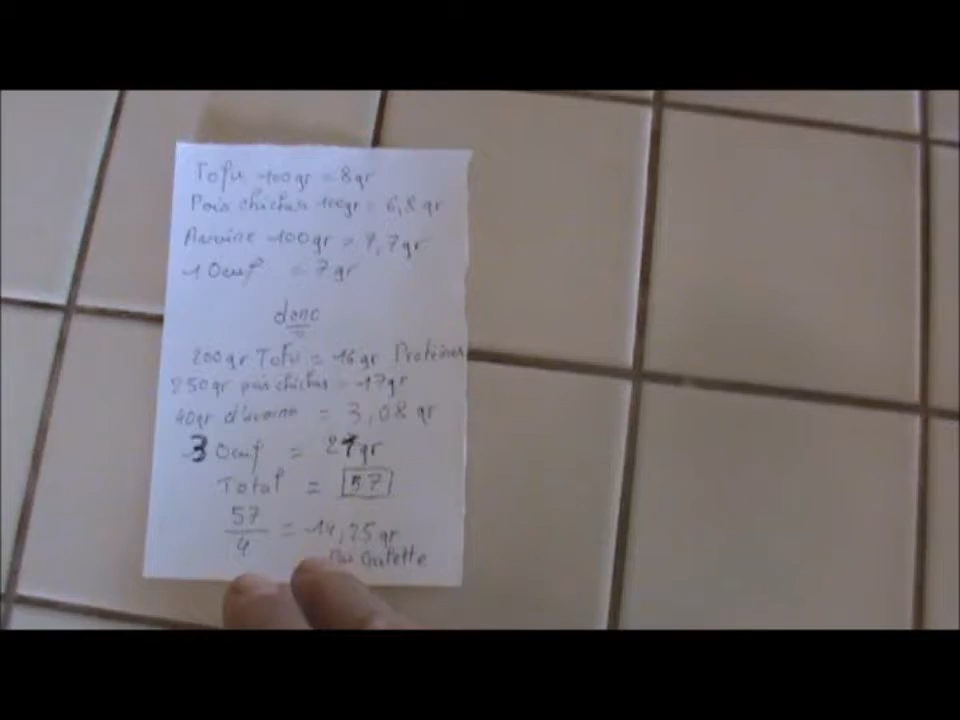 Tofu 100gr = 8gr
Pois chiches 100gr = 6,8 gr
Avoine 100gr = 7,7gr
1 Oeuf = 7gr
donc
200gr Tofu = 16gr Protéines
250gr pois chiches = 17gr
40gr d'avoine = 3,08 gr
3 Oeuf = 21gr
Total = 57
57
4
= 14,25gr
Par Galette